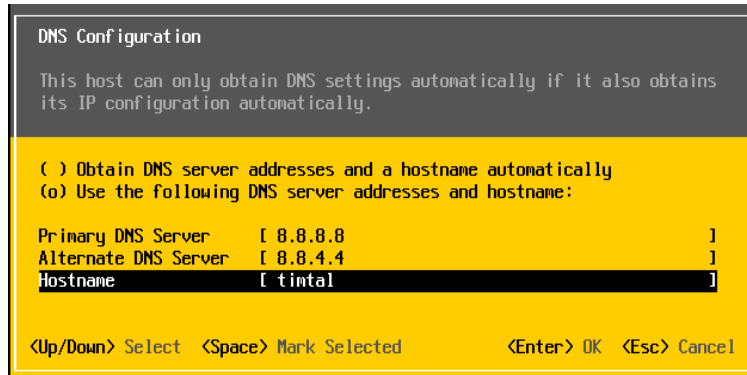 DNS Configuration
This host can only obtain DNS settings automatically if it also obtains
its IP configuration automatically.
( ) Obtain DNS server addresses and a hostname automatically
(o) Use the following DNS server addresses and hostname:
Primary DNS Server [ 8.8.8.8 ]
Alternate DNS Server [ 8.8.4.4 ]
Hostname [ timtal ]
<Up/Down> Select <Space> Mark Selected <Enter> OK <Esc> Cancel